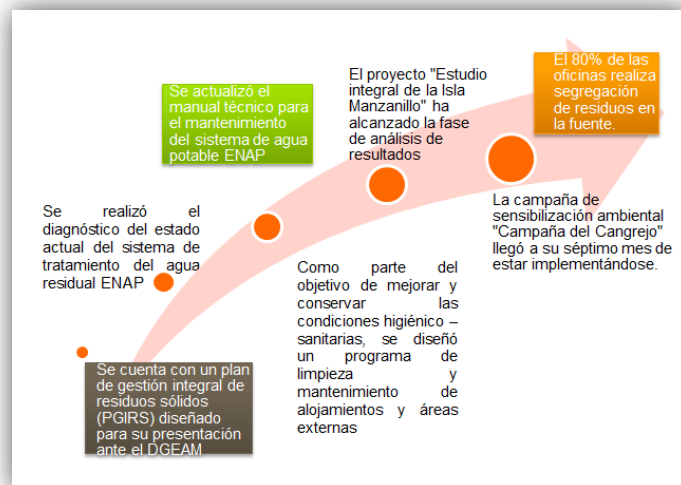 El 80% de las
oficinas realiza
segregación
de residuos en
la fuente.
El proyecto "Estudio
integral de la Isla
Manzanillo" ha
alcanzado la fase
de análisis de
resultados
Se actualizó el
manual técnico para
el mantenimiento
del sistema de agua
potable ENAP
La campaña de
sensibilización ambiental
"Campaña del Cangrejo"
llegó a su séptimo mes de
estar implementándose.
Se realizó el
diagnóstico del estado
actual del sistema de
tratamiento del agua
residual ENAP
Como parte del
objetivo de mejorar y
conservar las
condiciones higiénico –
sanitarias, se diseñó
un programa de
limpieza y
mantenimiento de
alojamientos y áreas
externas
Se cuenta con un plan
de gestión integral de
residuos sólidos
(PGIRS) diseñado
para su presentación
ante el DGEAM